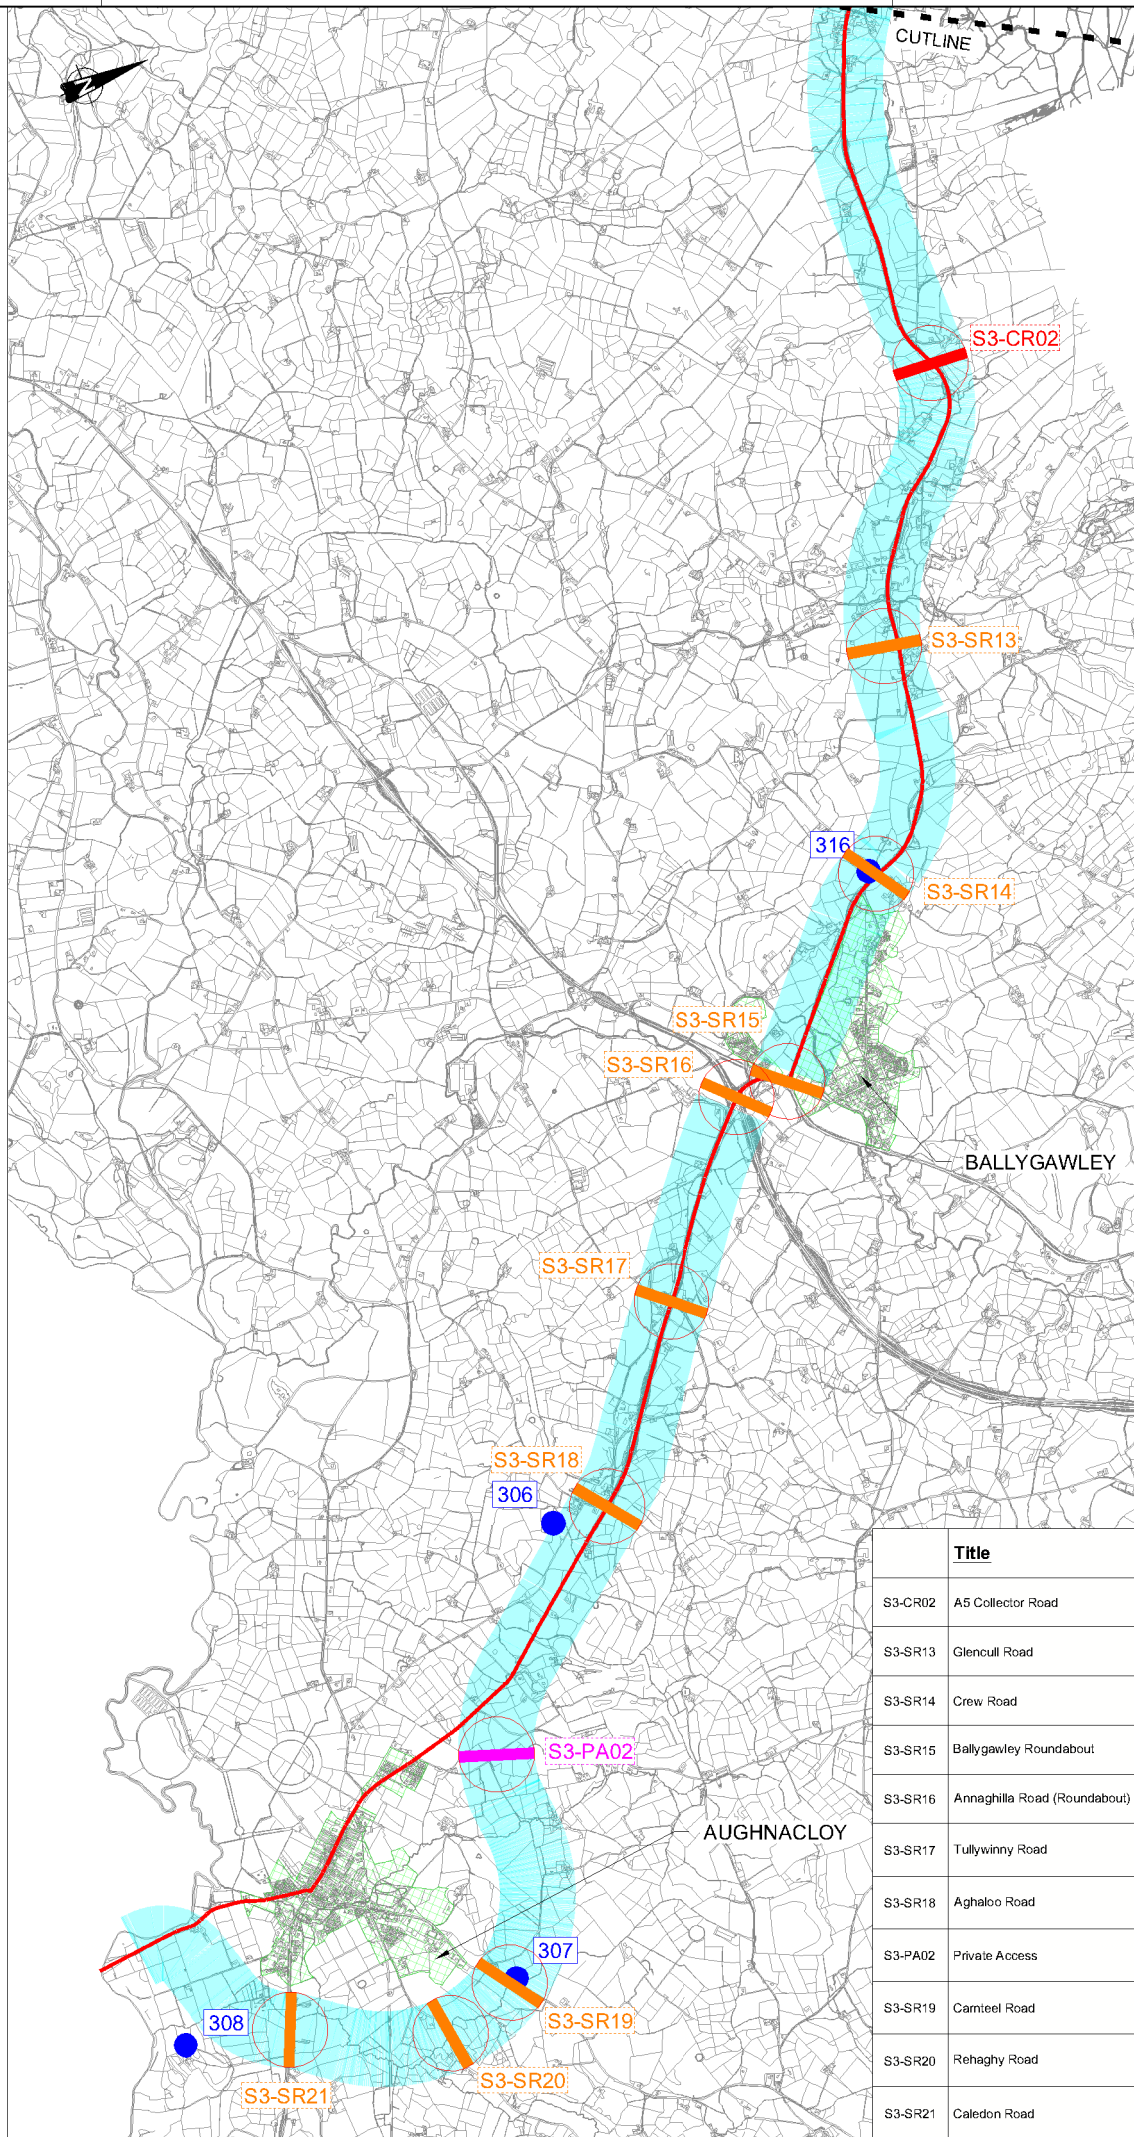 CUTLINE
N
S3-CR02
S3-SR13
316
S3-SR14
S3-SR15
S3-SR16
BALLYGAWLEY
S3-SR17
S3-SR18
306
S3-PA02
AUGHNACLOY
307
S3-SR19
308
S3-SR20
S3-SR21
Title
S3-CR02 A5 Collector Road
S3-SR13 Glencull Road
S3-SR14 Crew Road
S3-SR15 Ballygawley Roundabout
S3-SR16 Annaghilla Road (Roundabout)
S3-SR17 Tullywinny Road
S3-SR18 Aghaloo Road
S3-PA02 Private Access
S3-SR19 Carnteel Road
S3-SR20 Rehaghy Road
S3-SR21 Caledon Road